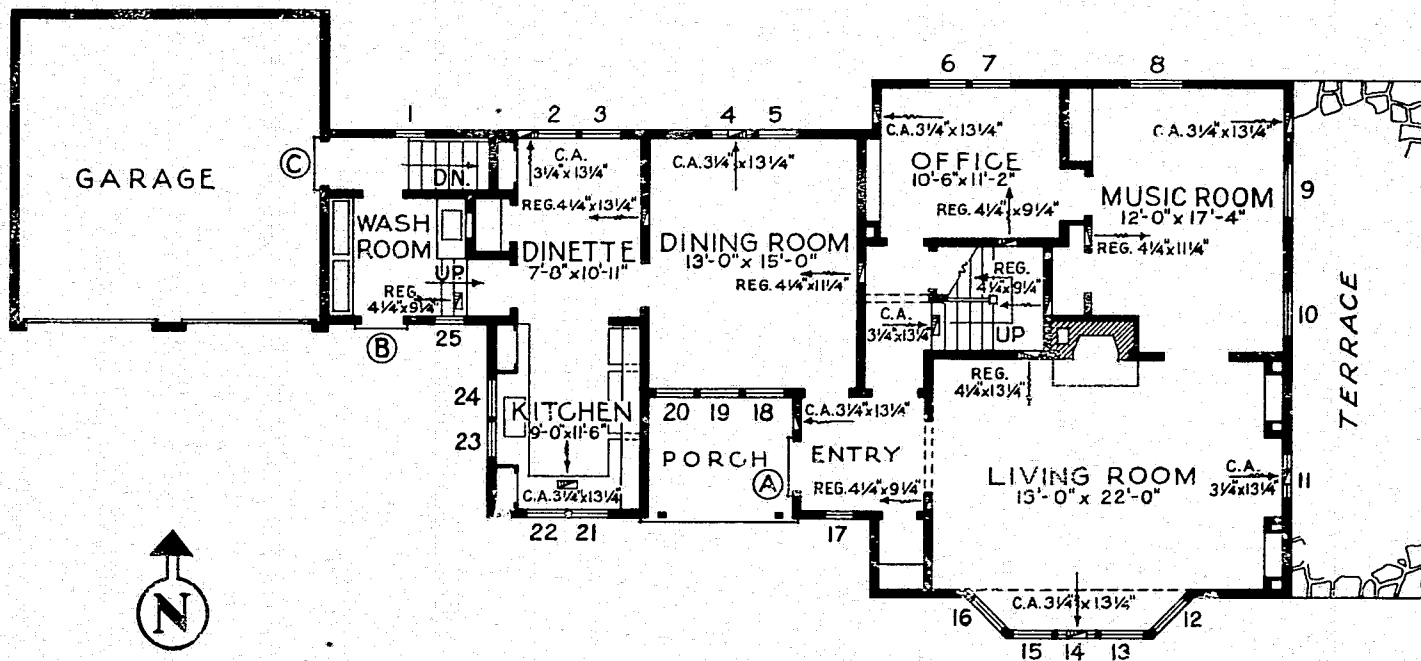 6 7 8
1 2 3 4 5
GARAGE
C
DN.
C.A.
3¼"x13¼"
REG. 4¼"x13¼"
C.A. 3¼"x13¼"
C.A. 3¼"x13¼"
OFFICE
10'-6"x11'-2"
REG. 4¼"x9¼"
C.A. 3¼"x13¼"
MUSIC ROOM
12'-0"x17'-4"
REG. 4¼"x11¼"
9
WASH
ROOM
UP
REG.
4¼"x9¼"
DINETTE
7'-8"x10'-11"
DINING ROOM
13'-0"x15'-0"
REG. 4¼"x11¼"
REG.
4¼x9¼"
C.A.
3¼"x13¼"
UP
10
TERRACE
B
25
24
23
KITCHEN
9'-0"x11'-6"
C.A. 3¼"x13¼"
22 21
20 19 18
PORCH
A
C.A. 3¼"x13¼"
ENTRY
REG. 4¼"x9¼"
17
REG.
4¼"x13¼"
LIVING ROOM
13'-0" x 22'-0"
C.A.
3¼"x13¼"
11
N
16
C.A. 3¼"x13¼"
12
15 14 13